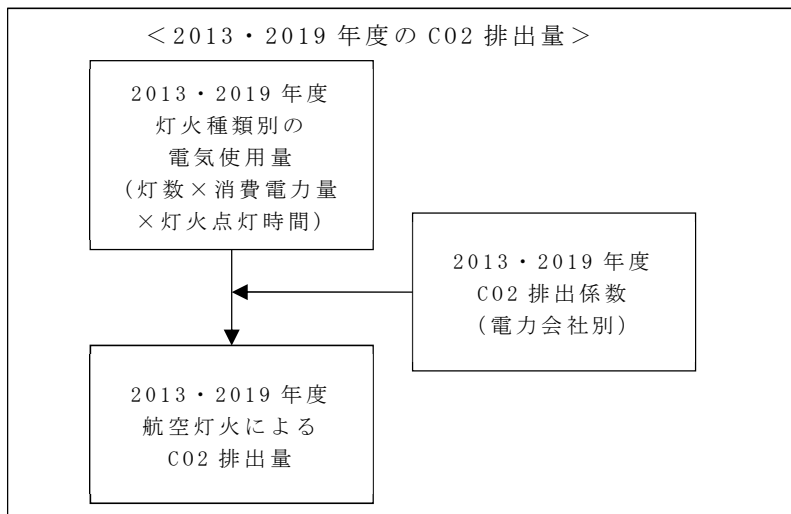 ＜2013・2019 年度の CO2 排出量＞
2013・2019 年度
灯火種類別の
電気使用量
(灯数×消費電力量
×灯火点灯時間)
2013・2019 年度
CO2 排出係数
(電力会社別)
2013・2019 年度
航空灯火による
CO2 排出量